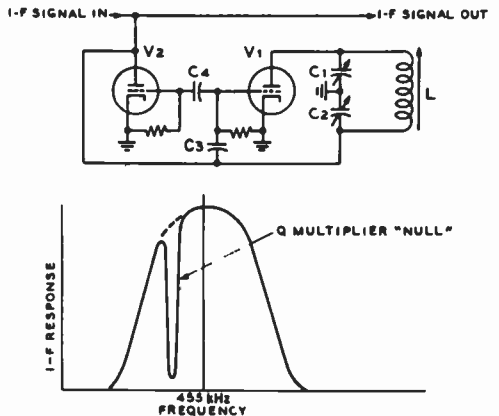 I-F SIGNAL IN
I-F SIGNAL OUT
V2
V1
C4
C1
C2
C3
L
Q MULTIPLIER "NULL"
I-F RESPONSE
455 kHz
FREQUENCY